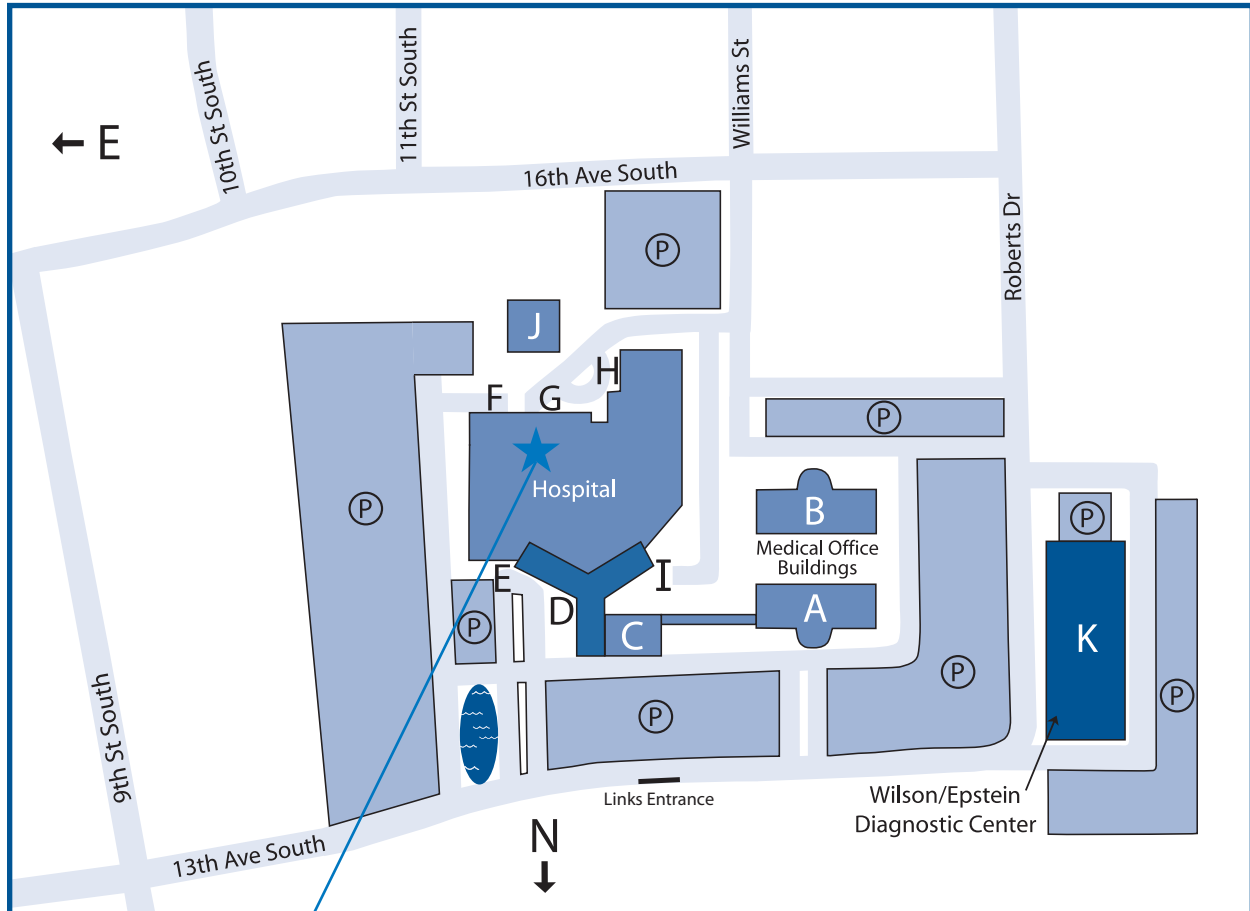 10th St South
11th St South
Williams St
E
16th Ave South
Roberts Dr
P
J
H
F
G
P
Hospital
P
B
P
Medical Office
Buildings
E
I
D
A
C
P
K
P
P
P
P
9th St South
Links Entrance
Wilson/Epstein
Diagnostic Center
N
13th Ave South